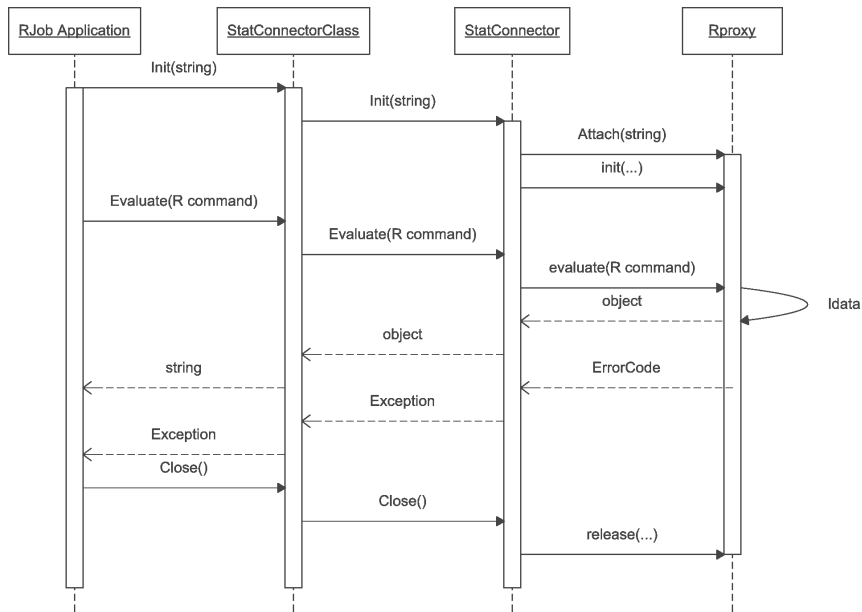 RJob Application
StatConnectorClass
StatConnector
Rproxy
Init(string)
Init(string)
Attach(string)
init(...)
Evaluate(R command)
Evaluate(R command)
evaluate(R command)
object
Idata
object
string
ErrorCode
Exception
Exception
Close()
Close()
release(...)